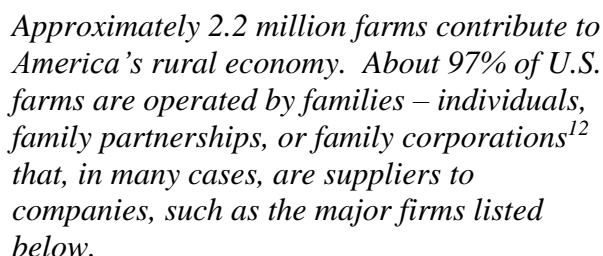 Approximately 2.2 million farms contribute to
America’s rural economy.  About 97% of U.S.
farms are operated by families – individuals,
family partnerships, or family corporations12
that, in many cases, are suppliers to
companies, such as the major firms listed
below.